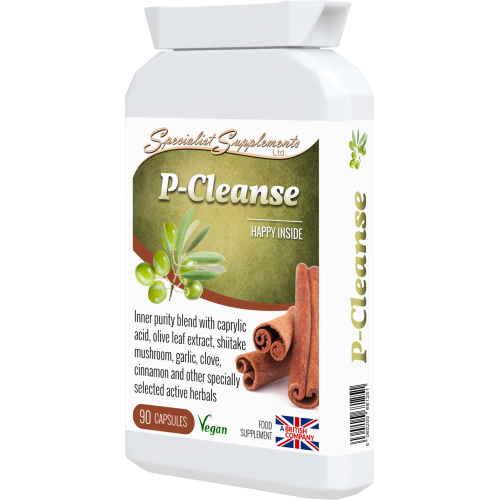 Specialist Supplements
Ltd.
P-Cleanse
HAPPY INSIDE
Inner purity blend with caprylic
acid, olive leaf extract, shiitake
mushroom, garlic, clove,
cinnamon and other specially
selected active herbals
90 CAPSULES
Vegan
FOOD
SUPPLEMENT
A BRITISH
COMPANY
P-Cleanse